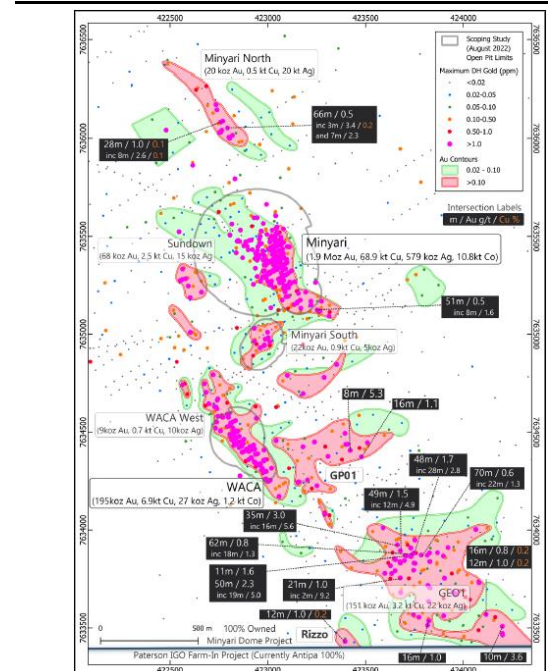 422500 423000 423500 424000
7636500
7636500
Scoping Study
(August 2022)
Open Pit Limits
Maximum DH Gold (ppm)
<0.02
0.02-0.05
0.05-0.10
0.10-0.50
0.50-1.0
>1.0
Au Contours
0.02 - 0.10
>0.10
Intersection Labels
m / Au g/t / Cu %
Minyari North
(20 koz Au, 0.5 kt Cu, 20 kt Ag)
66m / 0.5
inc 3m / 3.4 / 0.2
and 7m / 2.3
28m / 1.0 / 0.1
inc 8m / 2.6 / 0.1
7636000
7636000
7635500
7635500
Sundown
(68 koz Au, 2.5 kt Cu, 15 koz Ag)
Minyari
(1.9 Moz Au, 68.9 kt Cu, 579 koz Ag, 10.8kt Co)
51m / 0.5
inc 8m / 1.6
7635000
7635000
Minyari South
(22koz Au, 0.9kt Cu, 5koz Ag)
8m / 5.3
16m / 1.1
WACA West
(9koz Au, 0.7 kt Cu, 10koz Ag)
7634500
7634500
48m / 1.7
inc 28m / 2.8
70m / 0.6
inc 22m / 1.3
GP01
WACA
(195koz Au, 6.9kt Cu, 27 koz Ag, 1.2 kt Co)
49m / 1.5
inc 12m / 4.9
35m / 3.0
inc 16m / 5.6
7634000
7634000
62m / 0.8
inc 18m / 1.3
16m / 0.8 / 0.2
12m / 1.0 / 0.2
11m / 1.6
50m / 2.3
inc 19m / 5.0
21m / 1.0
inc 2m / 9.2
GEO1
(151 koz Au, 3.2 kt Cu, 22 koz Ag)
12m / 1.0 / 0.2
Rizzo
7633500
7633500
0 500 m 100% Owned
Minyari Dome Project
Paterson IGO Farm-In Project (Currently Antipa 100%)
16m / 1.0
10m / 3.6
422500 423000 423500 424000